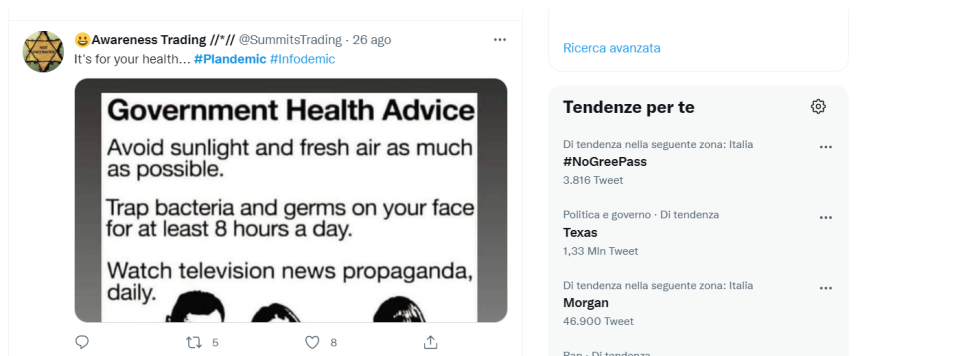 😀Awareness Trading //*// @SummitsTrading · 26 ago
It's for your health... #Plandemic #Infodemic
Government Health Advice
Avoid sunlight and fresh air as much
as possible.
Trap bacteria and germs on your face
for at least 8 hours a day.
Watch television news propaganda,
daily.
5
8
Ricerca avanzata
Tendenze per te
Di tendenza nella seguente zona: Italia
#NoGreePass
3.816 Tweet
Politica e governo · Di tendenza
Texas
1,33 Mln Tweet
Di tendenza nella seguente zona: Italia
Morgan
46.900 Tweet
Rap · Di tendenza